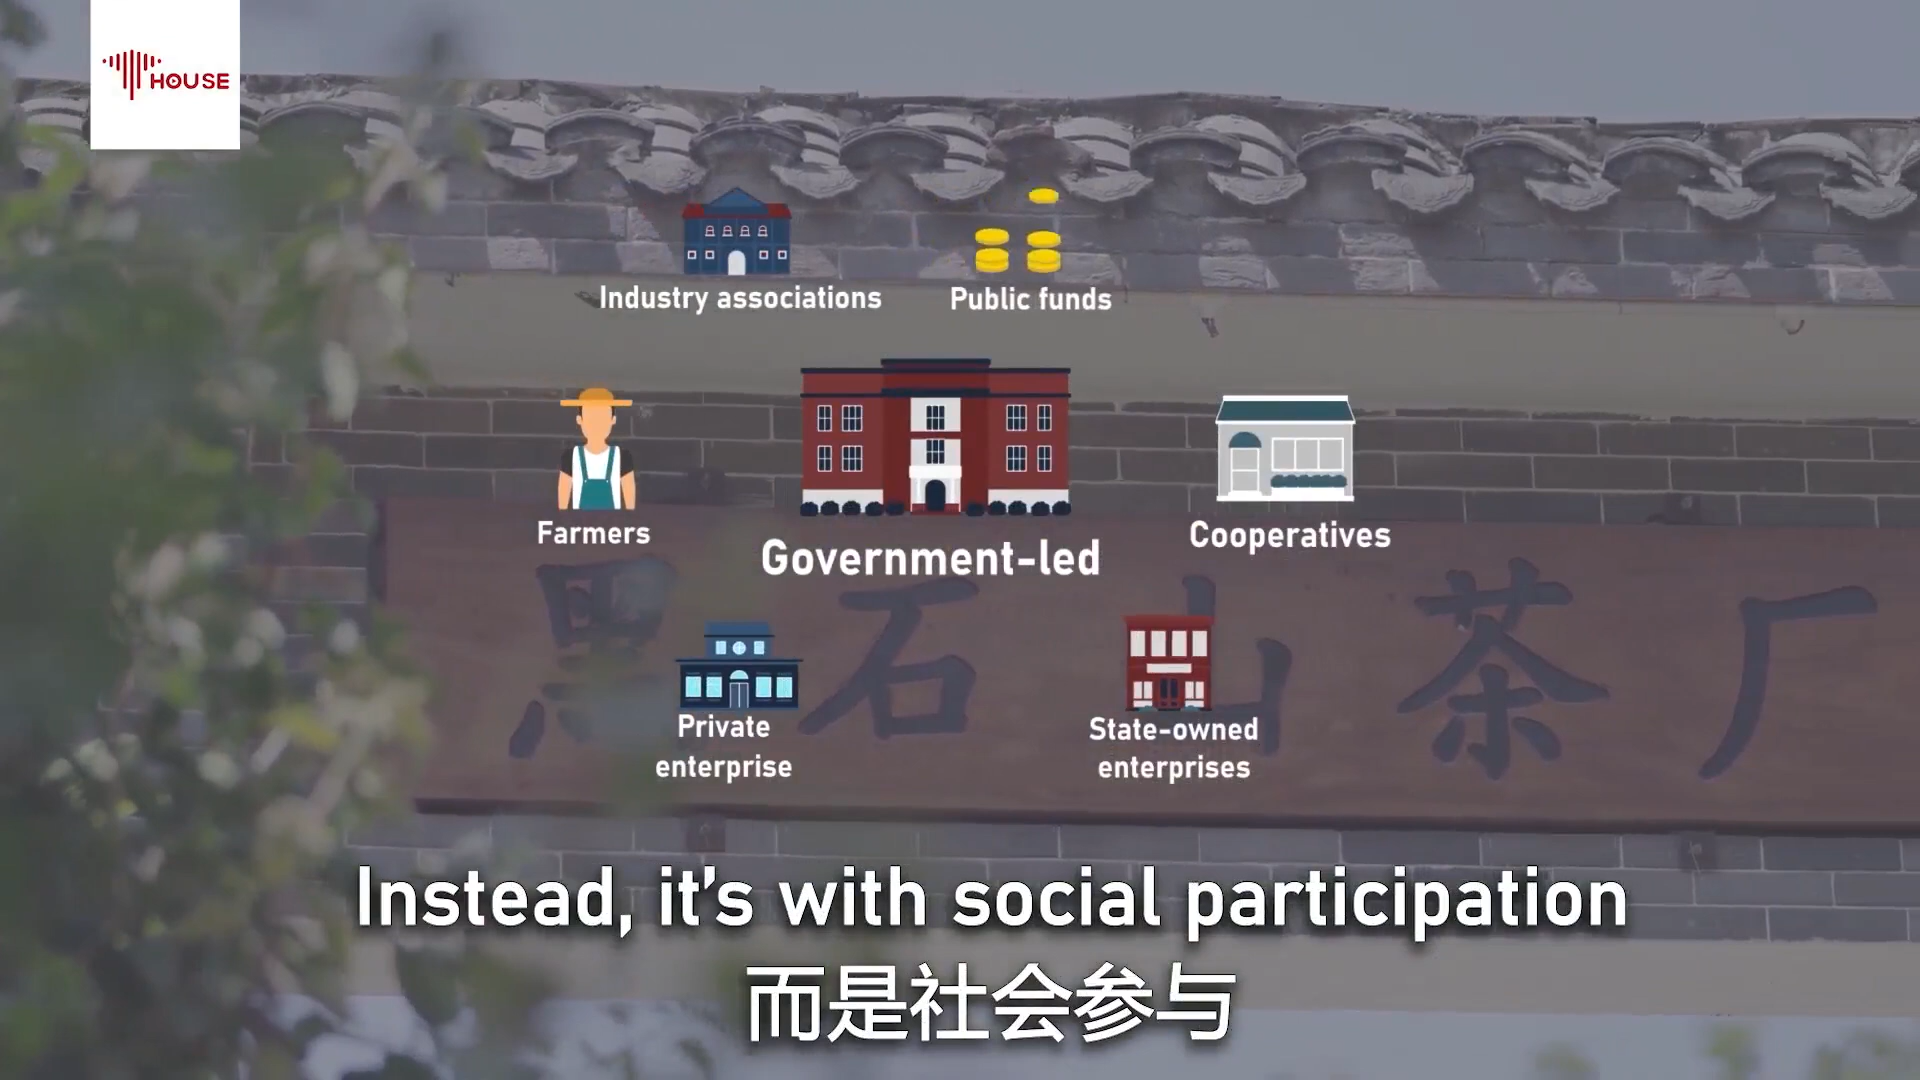 HOUSE
Industry associations
Public funds
Farmers
Government-led
Cooperatives
Private
enterprise
State-owned
enterprises
黑石山茶厂
Instead, it's with social participation
而是社会参与